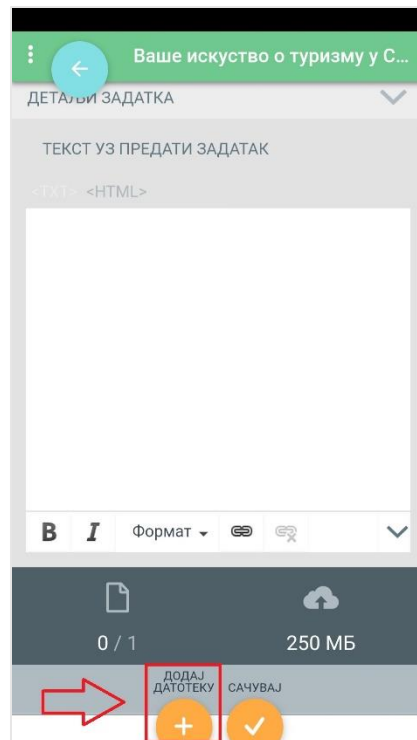 Ваше искуство о туризму у С...
ДЕТАЉИ ЗАДАТКА
ТЕКСТ УЗ ПРЕДАТИ ЗАДАТАК
<TXT> <HTML>
B I Формат
0 / 1 250 МБ
ДОДАЈ
ДАТОТЕКУ САЧУВАЈ